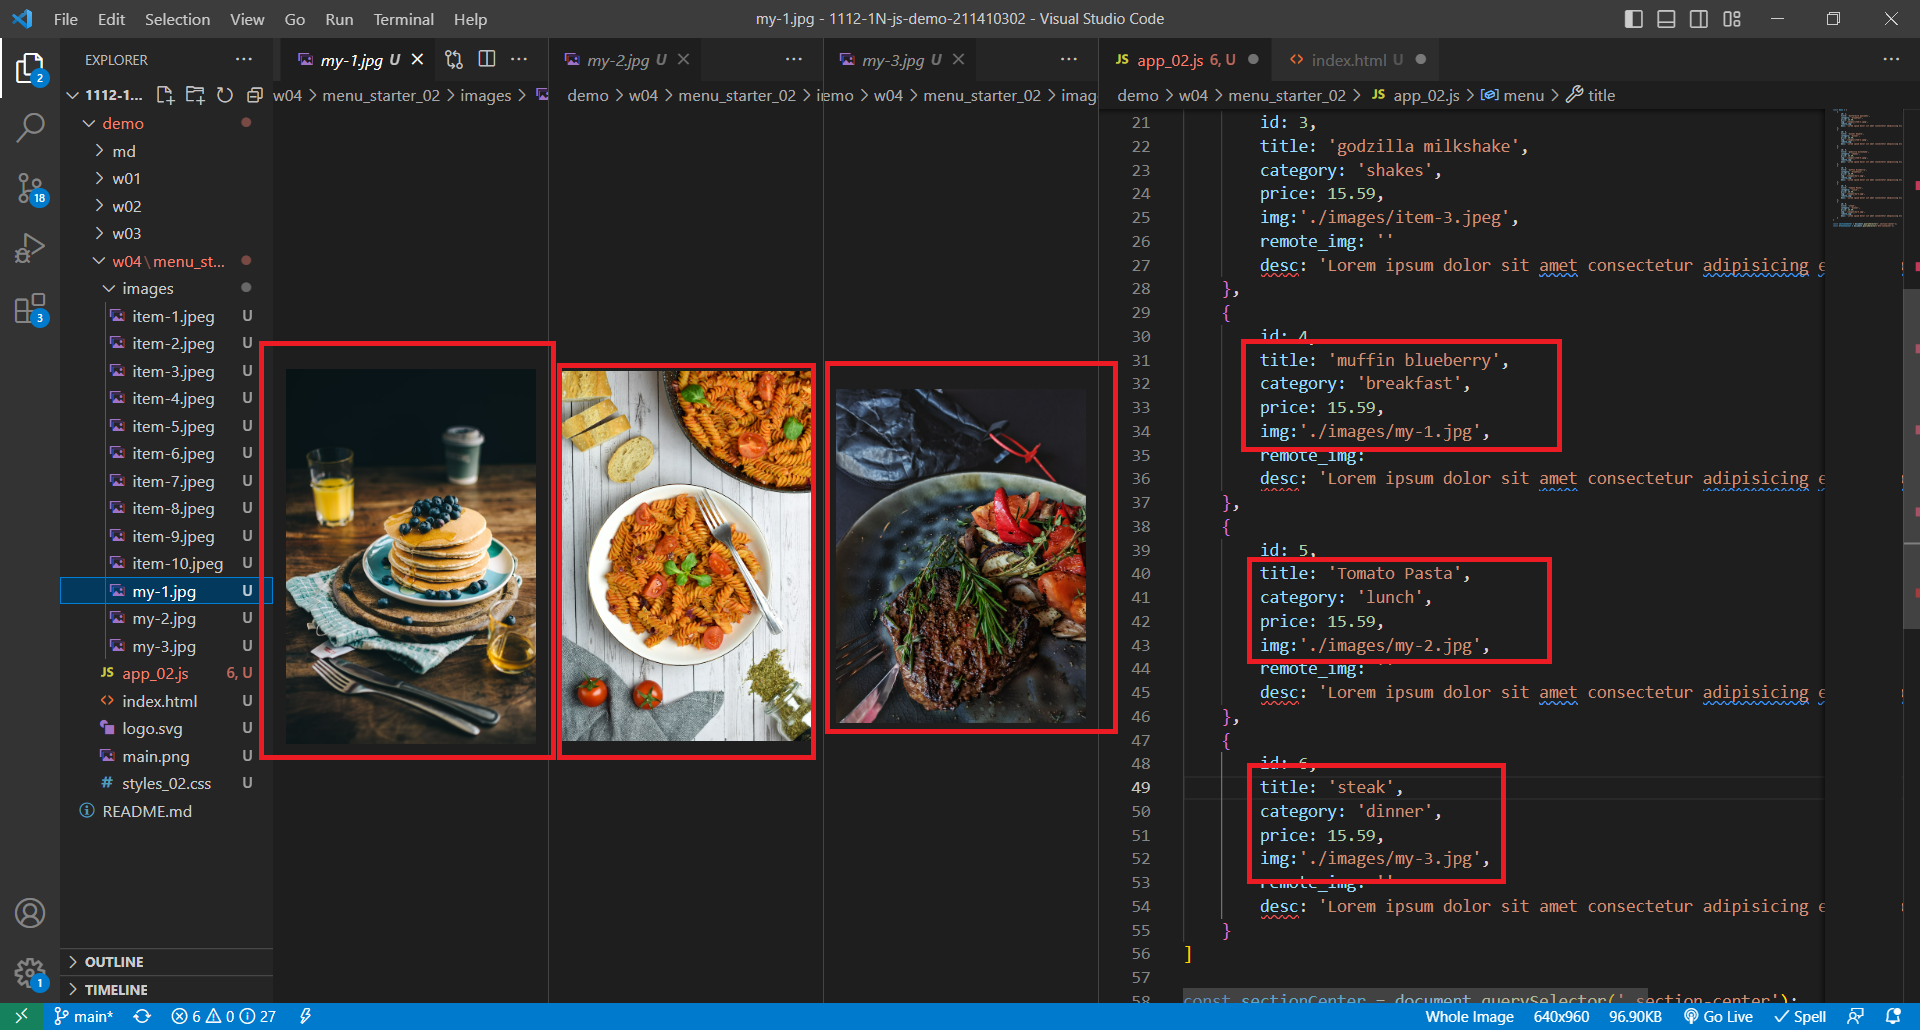 File Edit Selection View Go Run Terminal Help
my-1.jpg - 1112-1N-js-demo-211410302 - Visual Studio Code
EXPLORER ...
1112-1...
demo
md
w01
w02
w03
w04\menu_st...
images
item-1.jpeg U
item-2.jpeg U
item-3.jpeg U
item-4.jpeg U
item-5.jpeg U
item-6.jpeg U
item-7.jpeg U
item-8.jpeg U
item-9.jpeg U
item-10.jpeg U
my-1.jpg U
my-2.jpg U
my-3.jpg U
JS app_02.js 6, U
index.html U
logo.svg U
main.png U
# styles_02.css U
README.md
OUTLINE
TIMELINE
2
18
3
1
my-1.jpg U
w04 > menu_starter_02 > images >
my-2.jpg U
demo > w04 > menu_starter_02 > i
my-3.jpg U
emo > w04 > menu_starter_02 > imag
JS app_02.js 6, U
index.html U
demo > w04 > menu_starter_02 > JS app_02.js > menu > title
21 id: 3,
22 title: 'godzilla milkshake',
23 category: 'shakes',
24 price: 15.59,
25 img:'./images/item-3.jpeg',
26 remote_img: ''
27 desc: 'Lorem ipsum dolor sit amet consectetur adipisicing e
28 },
29 {
30 id: 4,
31 title: 'muffin blueberry',
32 category: 'breakfast',
33 price: 15.59,
34 img:'./images/my-1.jpg',
35 remote_img:
36 desc: 'Lorem ipsum dolor sit amet consectetur adipisicing e
37 },
38 {
39 id: 5,
40 title: 'Tomato Pasta',
41 category: 'lunch',
42 price: 15.59,
43 img:'./images/my-2.jpg',
44 remote_img: ''
45 desc: 'Lorem ipsum dolor sit amet consectetur adipisicing e
46 },
47 {
48 id: 6,
49 title: 'steak',
50 category: 'dinner',
51 price: 15.59,
52 img:'./images/my-3.jpg',
53 remote_img: ''
54 desc: 'Lorem ipsum dolor sit amet consectetur adipisicing e
55 }
56 ]
57
58 const sectionCenter = document.querySelector('.section-center');
main* 6 0 27
Whole Image 640x960 96.90KB Go Live Spell